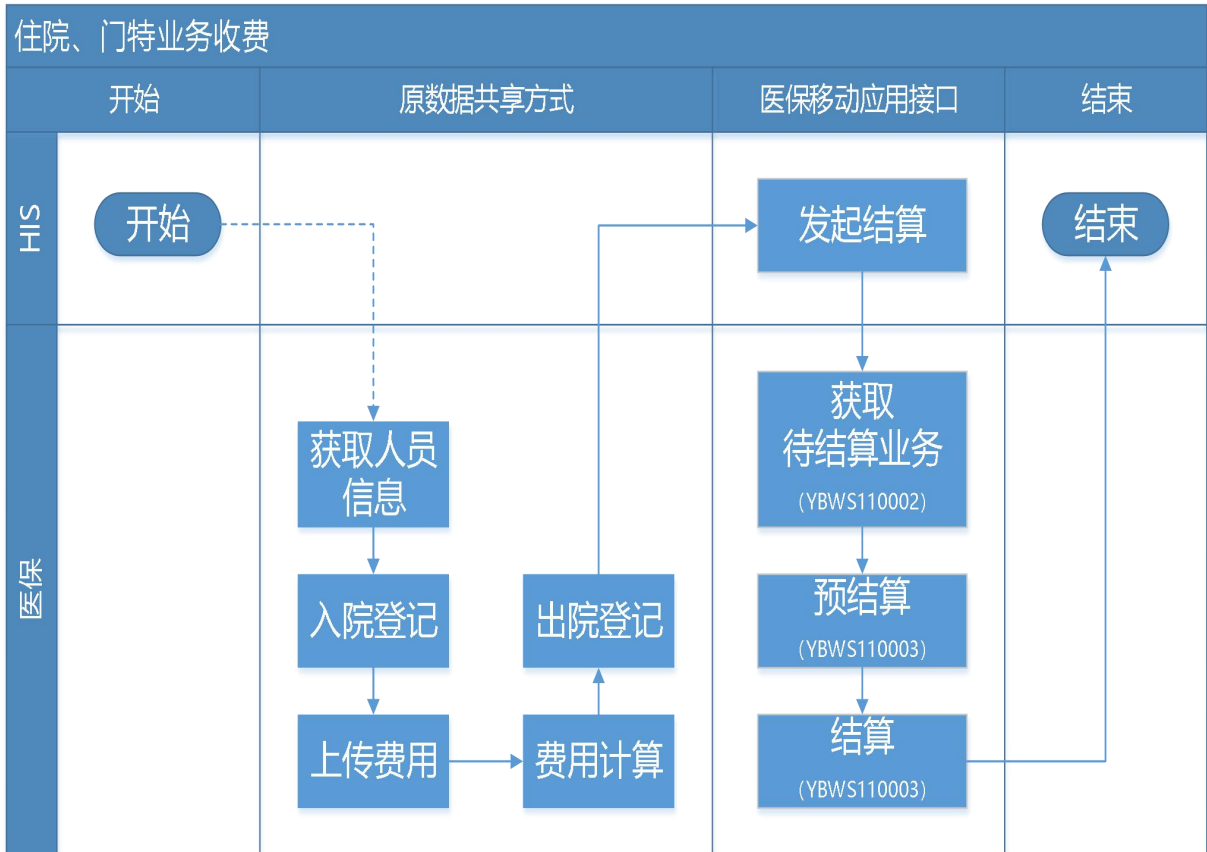 住院、门特业务收费
开始
原数据共享方式
医保移动应用接口
结束
HIS
开始
发起结算
结束
医保
获取人员
信息
入院登记
上传费用
费用计算
出院登记
获取
待结算业务
(YBWS110002)
预结算
(YBWS110003)
结算
(YBWS110003)